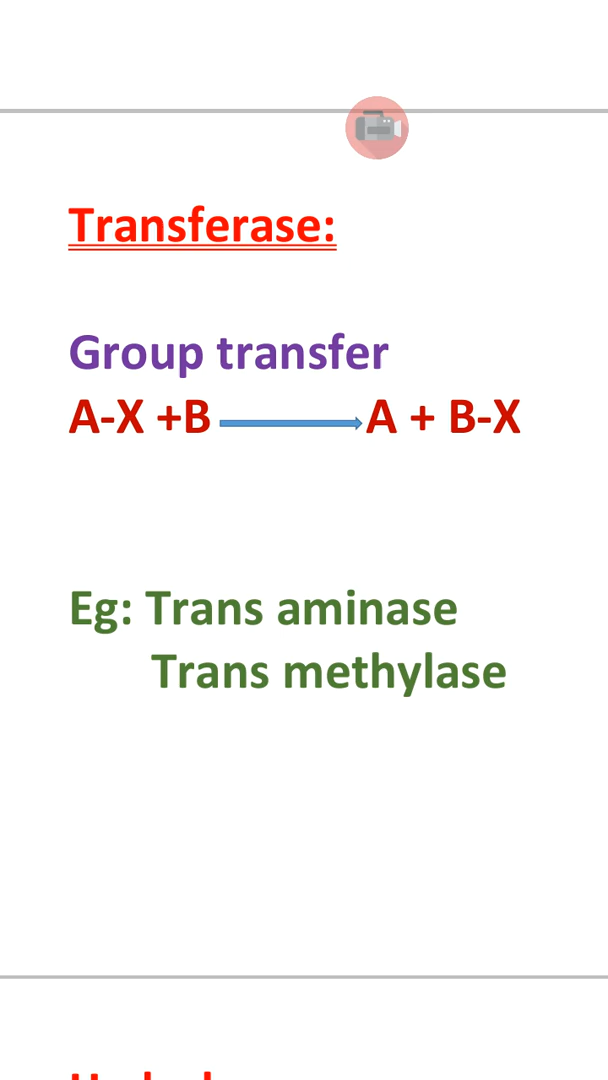 Transferase:
Group transfer
A-X +B ⟶ A + B-X
Eg: Trans aminase
Trans methylase